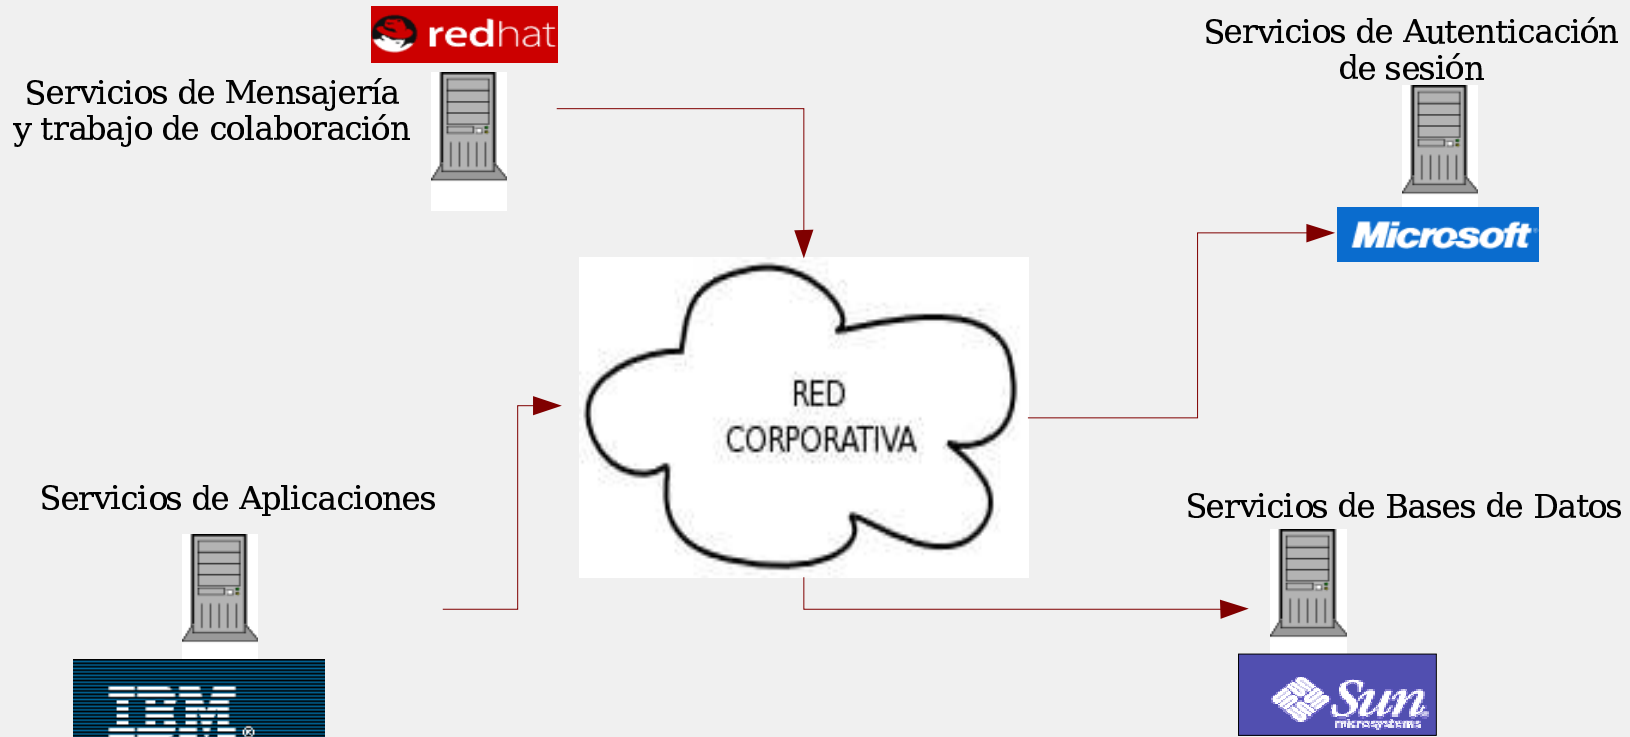 redhat
Servicios de Mensajería
y trabajo de colaboración
Servicios de Autenticación
de sesión
Microsoft
RED
CORPORATIVA
Servicios de Aplicaciones
IBM®
Servicios de Bases de Datos
Sun
microsystems